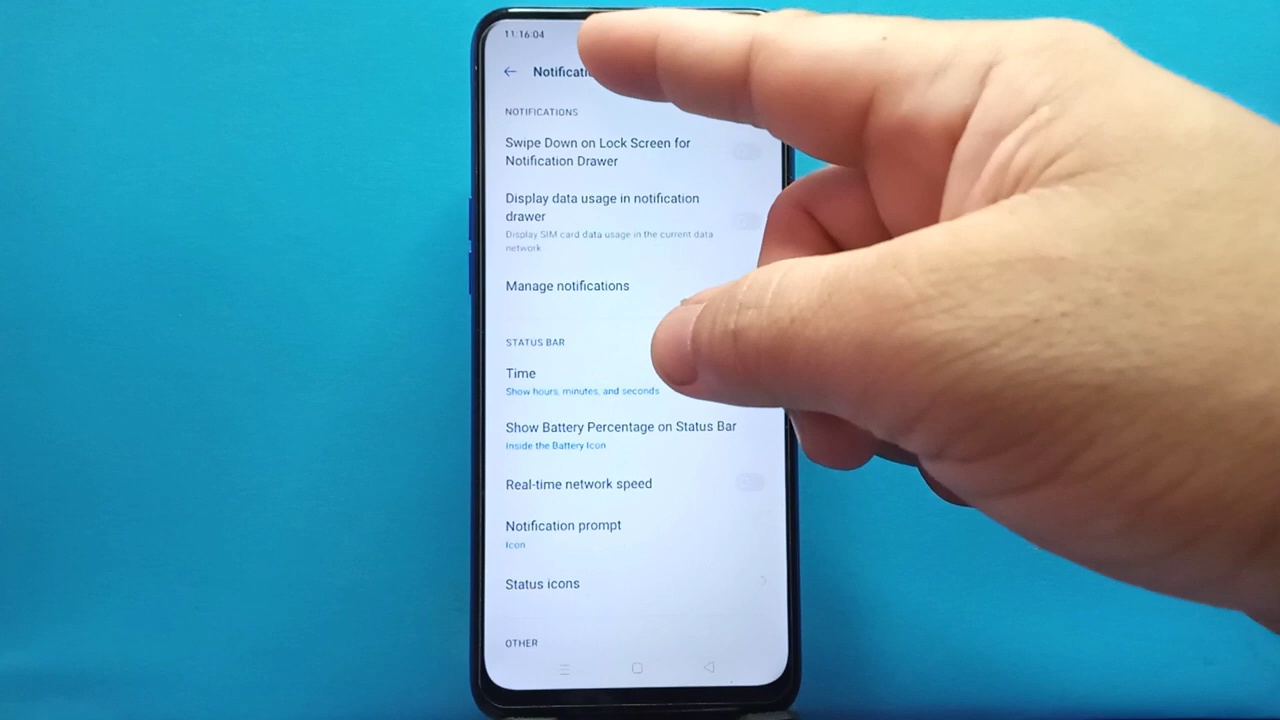 11:16:04
Notificati
NOTIFICATIONS
Swipe Down on Lock Screen for
Notification Drawer
Display data usage in notification
drawer
Display SIM card data usage in the current data
network
Manage notifications
STATUS BAR
Time
Show hours, minutes, and seconds
Show Battery Percentage on Status Bar
Inside the Battery Icon
Real-time network speed
Notification prompt
Icon
Status icons
OTHER